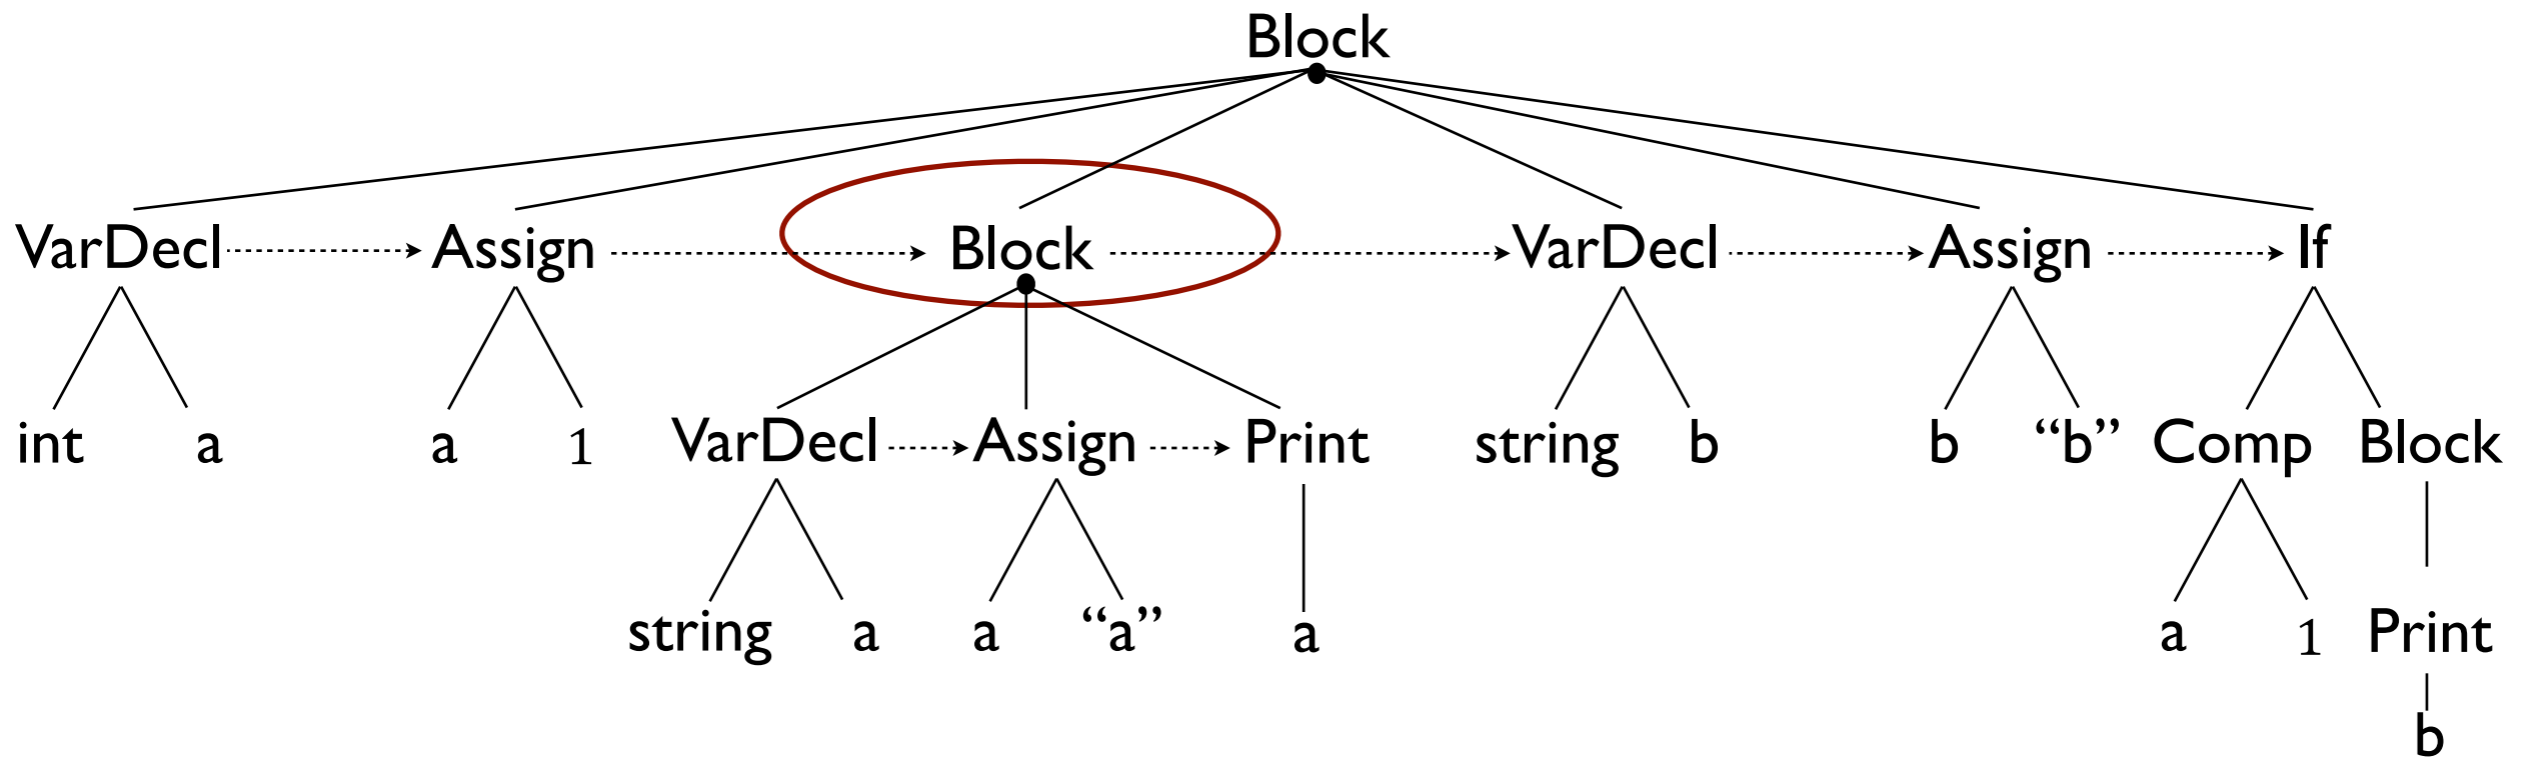 Block
VarDecl Assign Block VarDecl Assign If
int a a 1 VarDecl Assign Print string b b “b” Comp Block
string a a “a” a a 1 Print
b